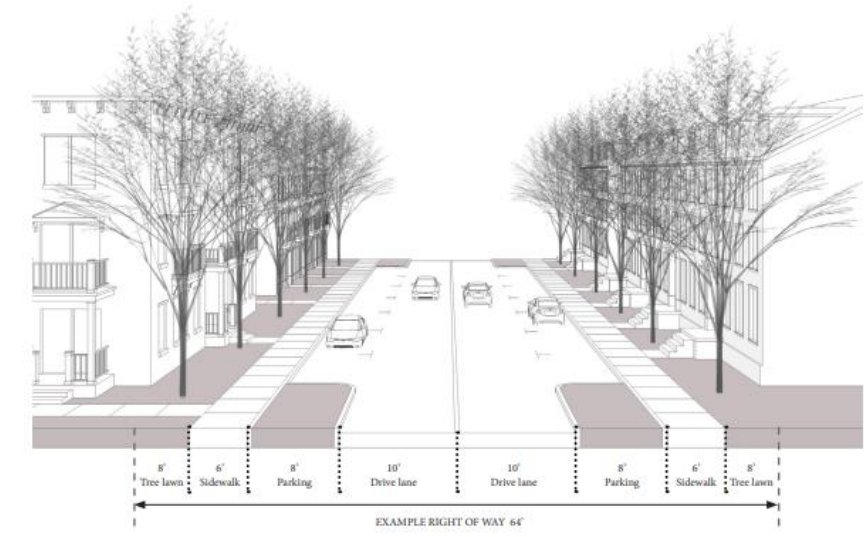 8' 6' 8' 10' 10' 8' 6' 8'
Tree lawn Sidewalk Parking Drive lane Drive lane Parking Sidewalk Tree lawn
EXAMPLE RIGHT OF WAY 64'